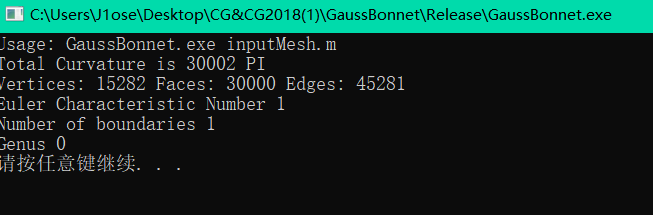 C:\Users\J1ose\Desktop\CG&CG2018(1)\GaussBonnet\Release\GaussBonnet.exe
Usage: GaussBonnet.exe inputMesh.m
Total Curvature is 30002 PI
Vertices: 15282 Faces: 30000 Edges: 45281
Euler Characteristic Number 1
Number of boundaries 1
Genus 0
请按任意键继续. . .